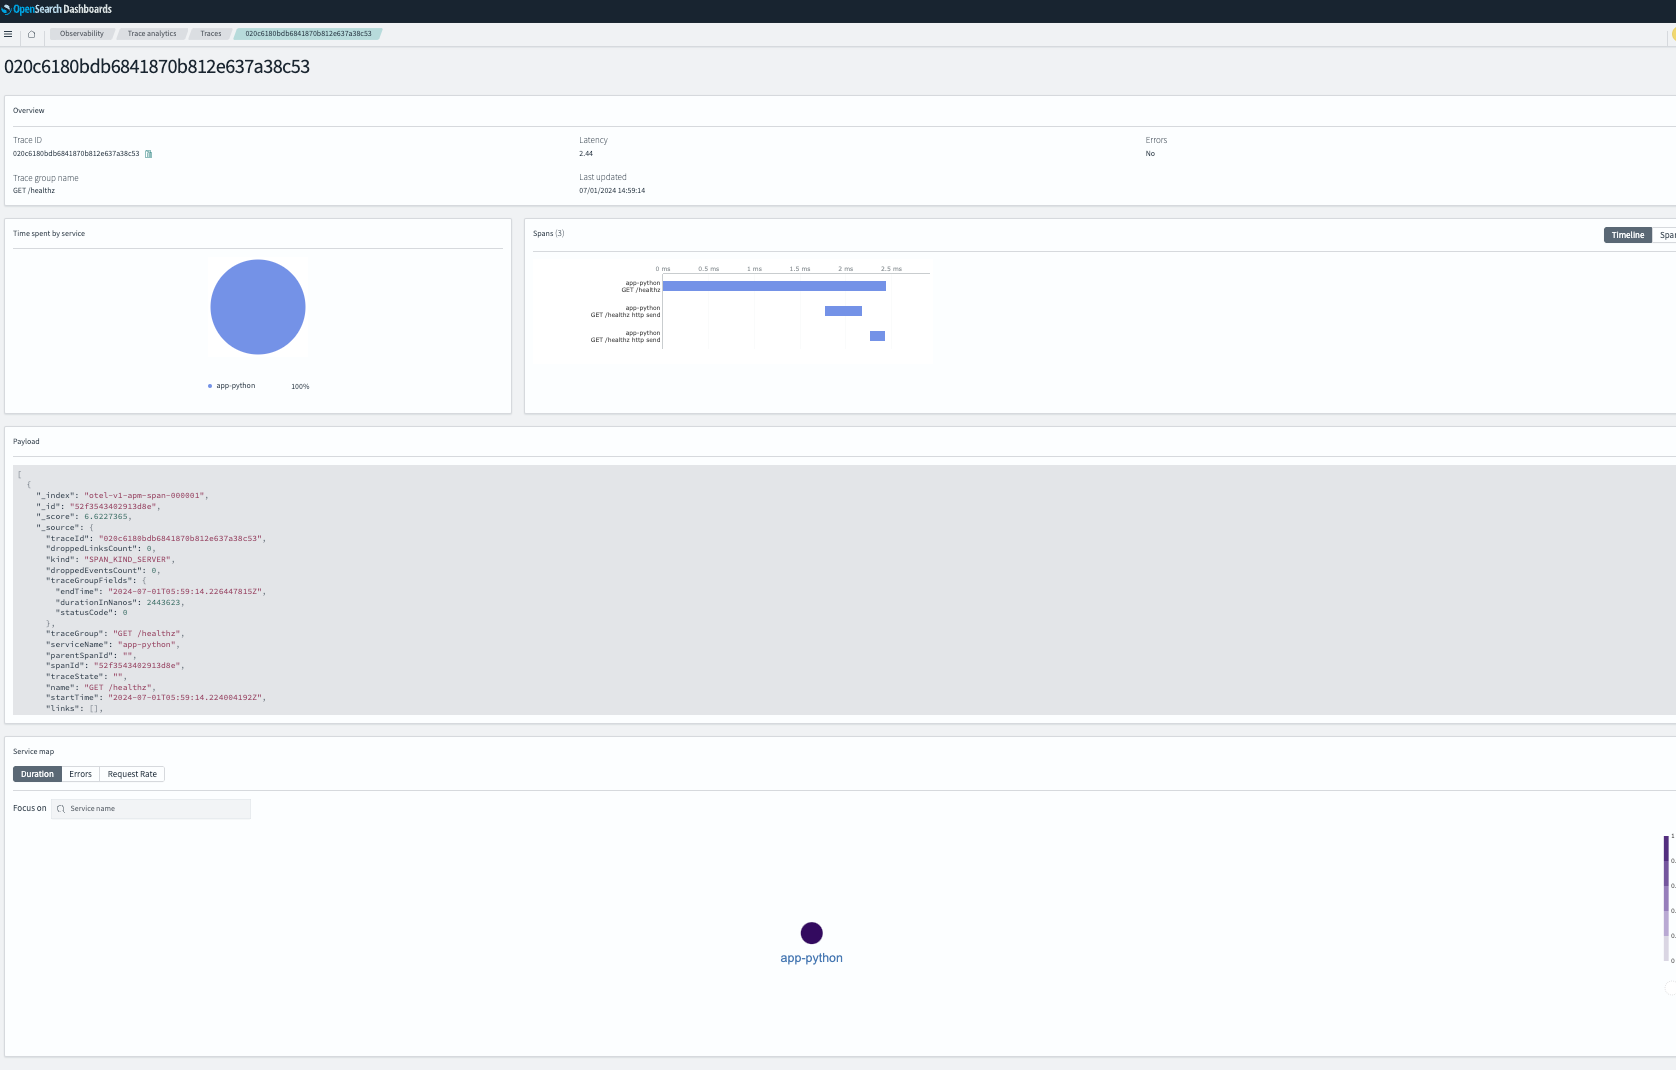 OpenSearch Dashboards
Observability
Trace analytics
Traces
020c6180bdb6841870b812e637a38c53
020c6180bdb6841870b812e637a38c53
Overview
Trace ID
020c6180bdb6841870b812e637a38c53
Latency
2.44
Errors
No
Trace group name
GET /healthz
Last updated
07/01/2024 14:59:14
Time spent by service
app-python 100%
Spans (3)
Timeline
0 ms 0.5 ms 1 ms 1.5 ms 2 ms 2.5 ms
app-python
GET /healthz
app-python
GET /healthz http send
app-python
GET /healthz http send
Payload
[
{
"_index": "otel-v1-apm-span-000001",
"_id": "52f3543402913d8e",
"_score": 6.6227365,
"_source": {
"traceId": "020c6180bdb6841870b812e637a38c53",
"droppedLinksCount": 0,
"kind": "SPAN_KIND_SERVER",
"droppedEventsCount": 0,
"traceGroupFields": {
"endTime": "2024-07-01T05:59:14.226447815Z",
"durationInNanos": 2443623,
"statusCode": 0
},
"traceGroup": "GET /healthz",
"serviceName": "app-python",
"parentSpanId": "",
"spanId": "52f3543402913d8e",
"traceState": "",
"name": "GET /healthz",
"startTime": "2024-07-01T05:59:14.224004192Z",
"links": [],
Service map
Duration Errors Request Rate
Focus on Service name
app-python
1
0